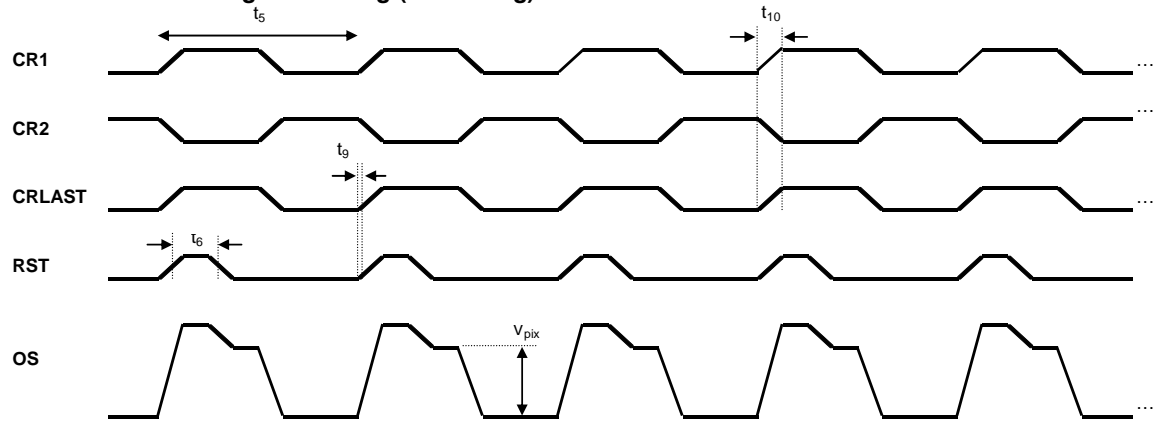 t5
t10
CR1
...
CR2
...
t9
CRLAST
...
t6
RST
Vpix
OS
...